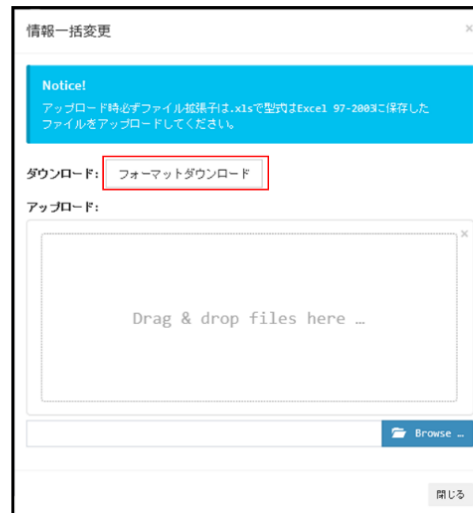 情報一括変更
×
Notice!
アップロード時必ずファイル拡張子は.xlsで型式はExcel 97-2003に保存した
ファイルをアップロードしてください。
ダウンロード: フォーマットダウンロード
アップロード:
×
Drag & drop files here …
Browse …
閉じる